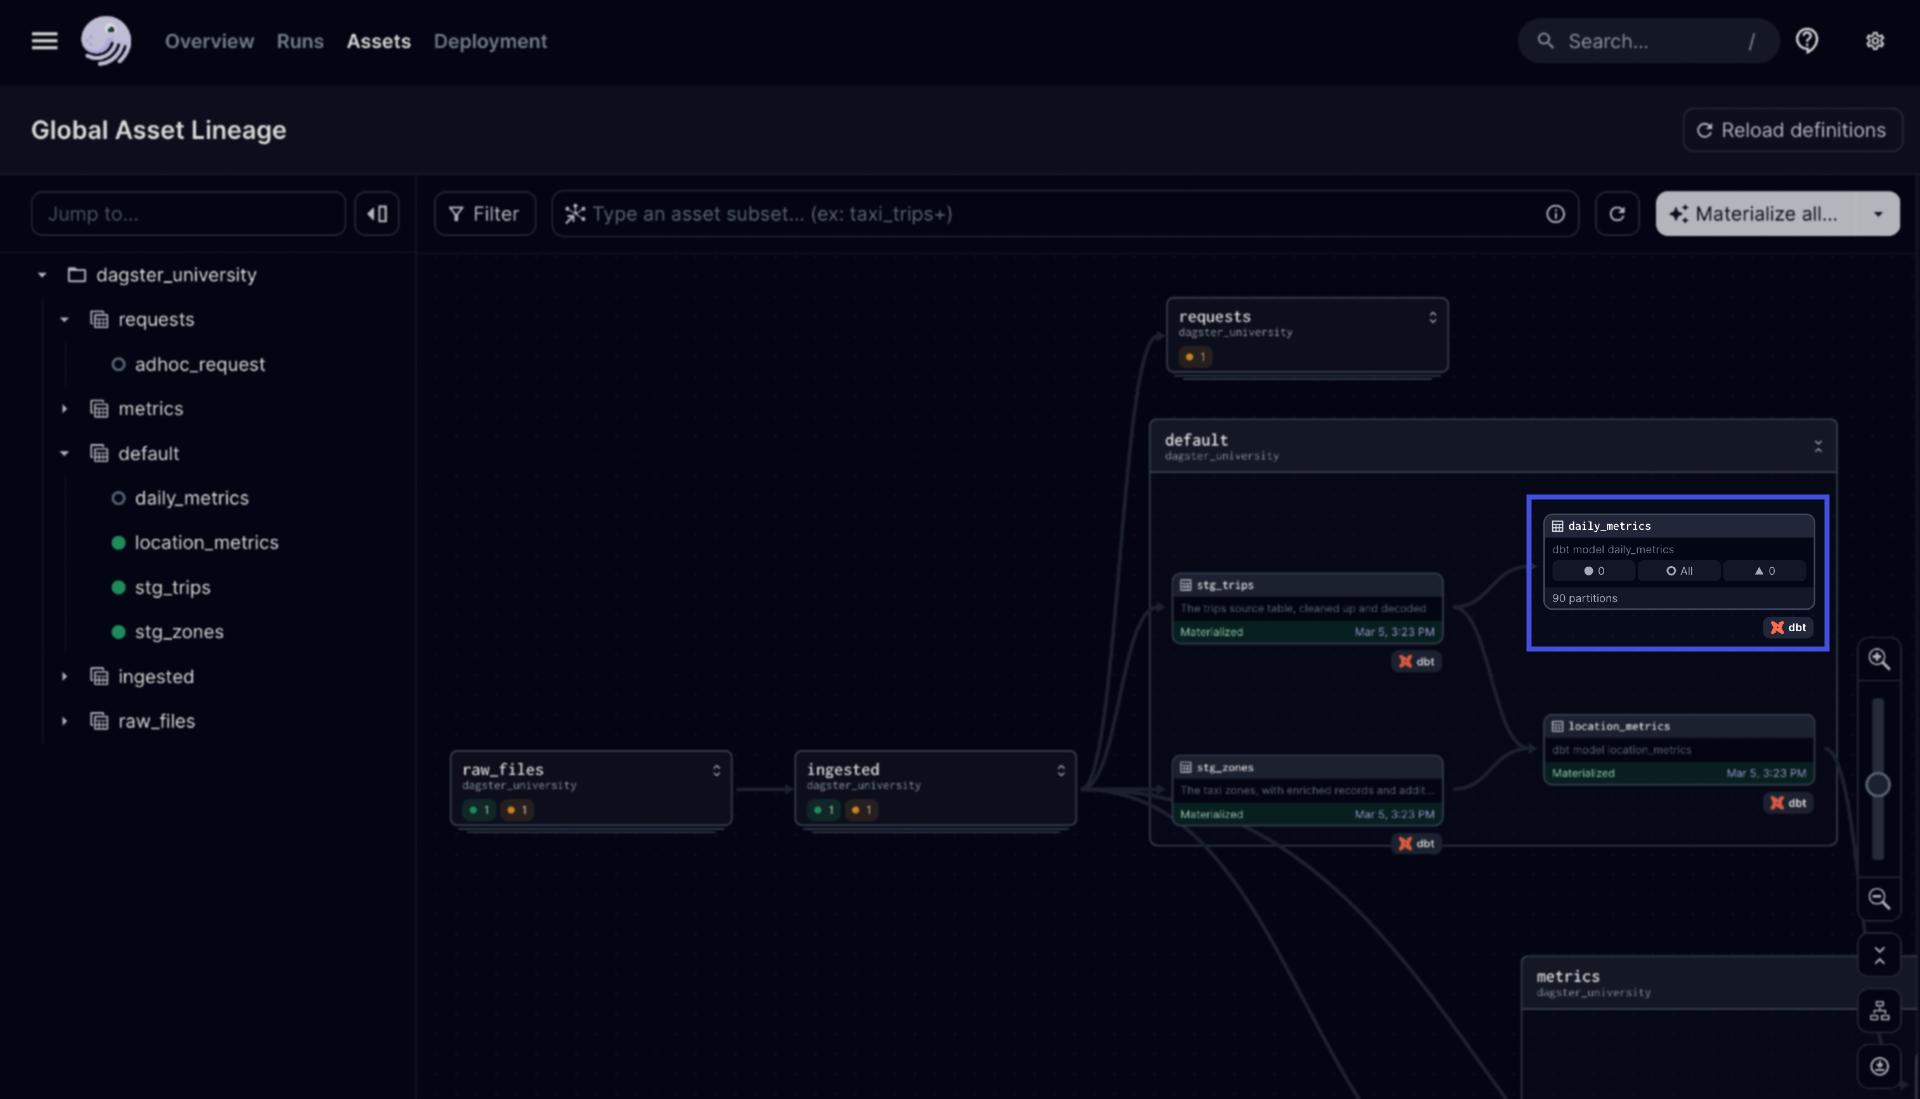 Overview Runs Assets Deployment Search... /
Global Asset Lineage Reload definitions
Jump to... Filter Type an asset subset... (ex: taxi_trips+) Materialize all...
dagster_university
requests
adhoc_request
metrics
default
daily_metrics
location_metrics
stg_trips
stg_zones
ingested
raw_files
raw_files
dagster_university
1 1
ingested
dagster_university
1 1
requests
dagster_university
1
default
dagster_university
stg_trips
The trips source table, cleaned up and decoded
Materialized Mar 5, 3:23 PM
dbt
stg_zones
The taxi zones, with enriched records and addit...
Materialized Mar 5, 3:23 PM
dbt
daily_metrics
dbt model daily_metrics
0 All 0
90 partitions
dbt
location_metrics
dbt model location_metrics
Materialized Mar 5, 3:23 PM
dbt
metrics
dagster_university